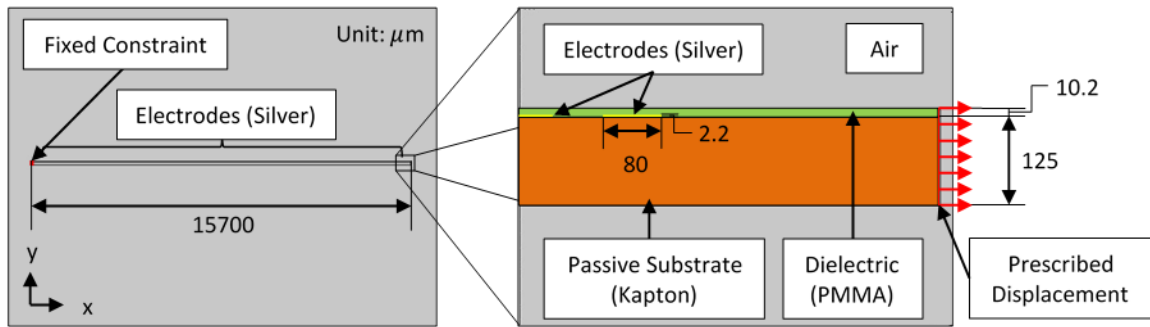 Fixed Constraint
Unit: μm
Electrodes (Silver)
15700
y
x
Electrodes (Silver)
Air
10.2
2.2
80
125
Passive Substrate
(Kapton)
Dielectric
(PMMA)
Prescribed
Displacement